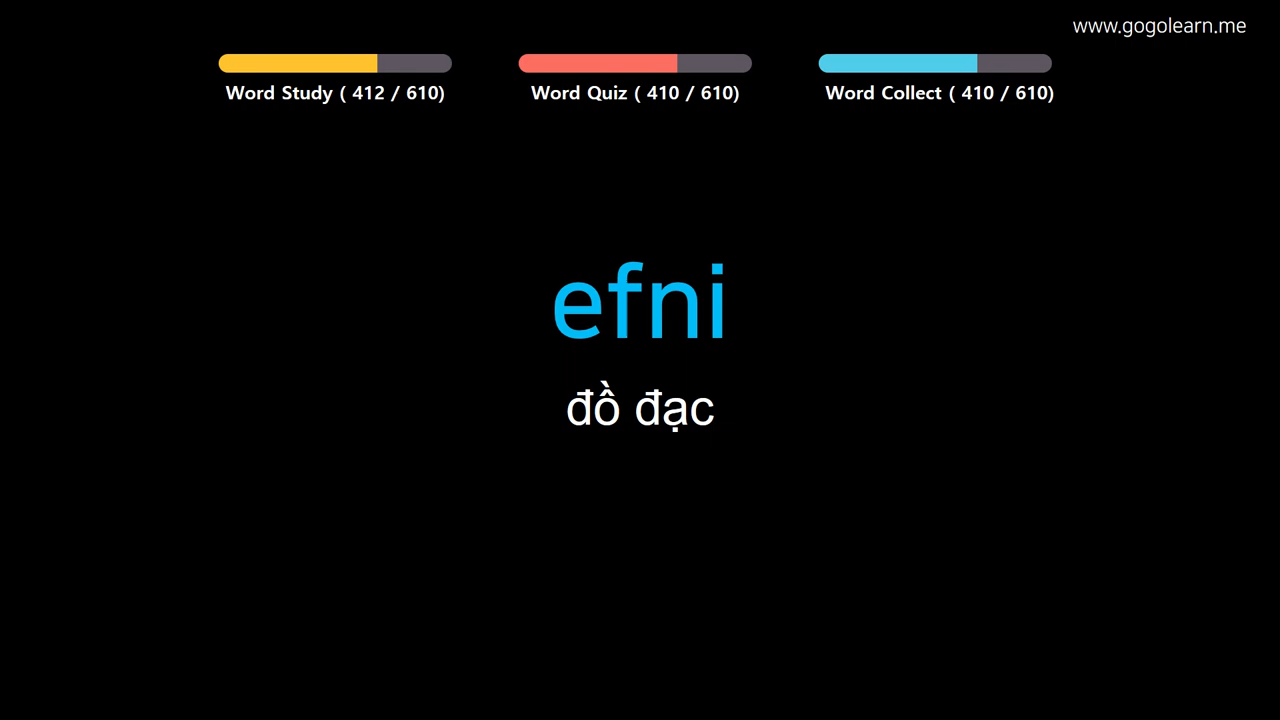 www.gogolearn.me
Word Study ( 412 / 610)
Word Quiz ( 410 / 610)
Word Collect ( 410 / 610)
efni
đồ đạc